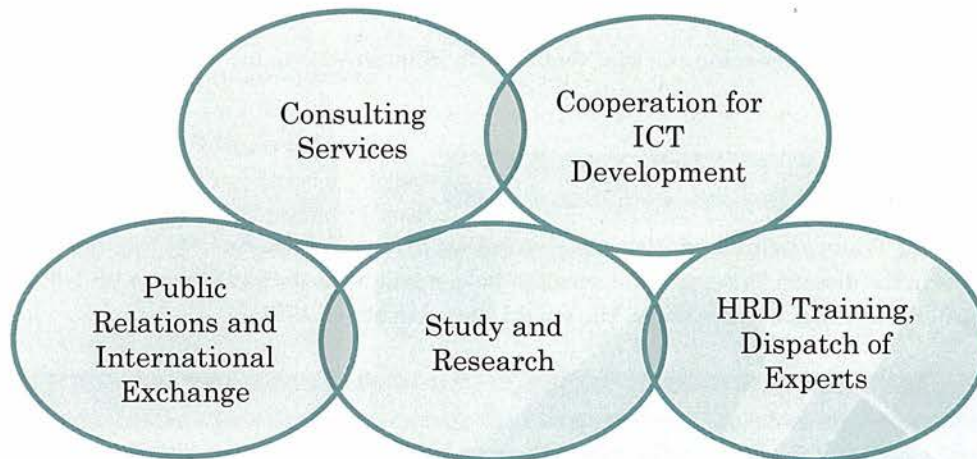 Consulting
Services
Cooperation for
ICT
Development
Public
Relations and
International
Exchange
Study and
Research
HRD Training,
Dispatch of
Experts